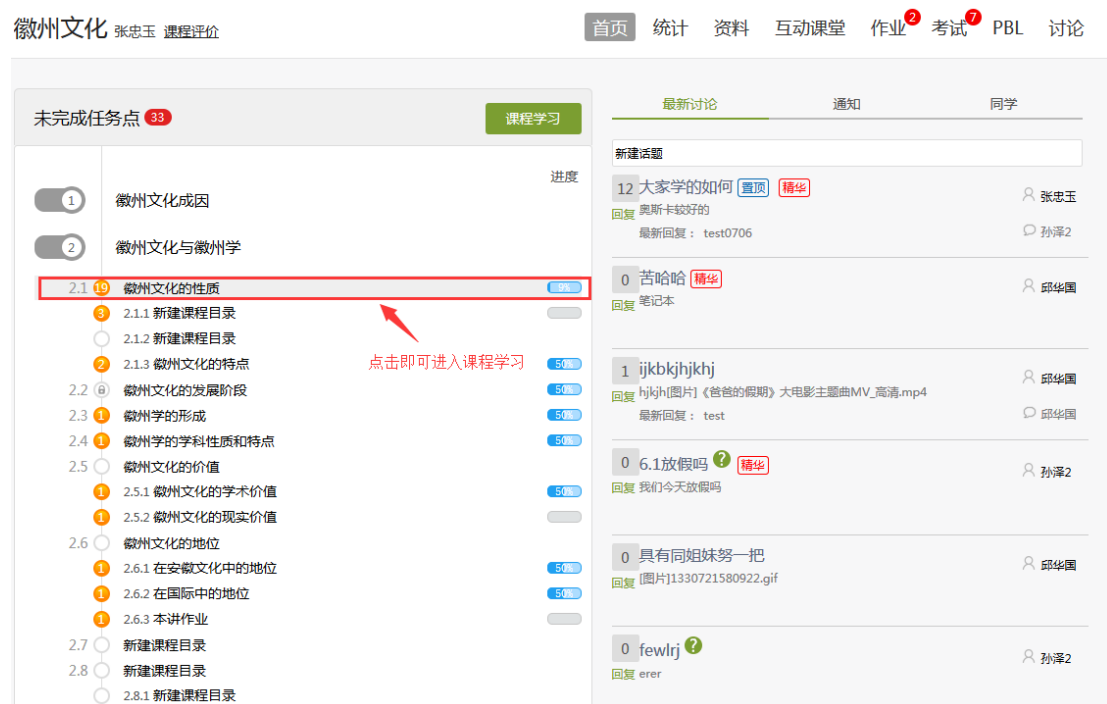 徽州文化 张忠玉 课程评价
首页 统计 资料 互动课堂 作业 2 考试 7 PBL 讨论
未完成任务点 33 课程学习
进度
1 徽州文化成因
2 徽州文化与徽州学
2.1 19 徽州文化的性质 9%
3 2.1.1 新建课程目录
2.1.2 新建课程目录
点击即可进入课程学习
2 2.1.3 徽州文化的特点 50%
2.2 徽州文化的发展阶段 50%
2.3 1 徽州学的形成 50%
2.4 1 徽州学的学科性质和特点 50%
2.5 徽州文化的价值
1 2.5.1 徽州文化的学术价值 50%
1 2.5.2 徽州文化的现实价值
2.6 徽州文化的地位
1 2.6.1 在安徽文化中的地位 50%
1 2.6.2 在国际中的地位 50%
1 2.6.3 本讲作业
2.7 新建课程目录
2.8 新建课程目录
2.8.1 新建课程目录
最新讨论 通知 同学
新建话题
12 大家学的如何 置顶 精华 张忠玉
回复 奥斯卡较好的
最新回复： test0706 孙泽2
0 苦哈哈 精华 邱华国
回复 笔记本
1 ijkbkjhjkhj 邱华国
回复 hjkjh[图片]《爸爸的假期》大电影主题曲MV_高清.mp4
最新回复： test 邱华国
0 6.1放假吗 ? 精华 孙泽2
回复 我们今天放假吗
0 具有同姐妹努一把 邱华国
回复 [图片]1330721580922.gif
0 fewlrj ? 孙泽2
回复 erer